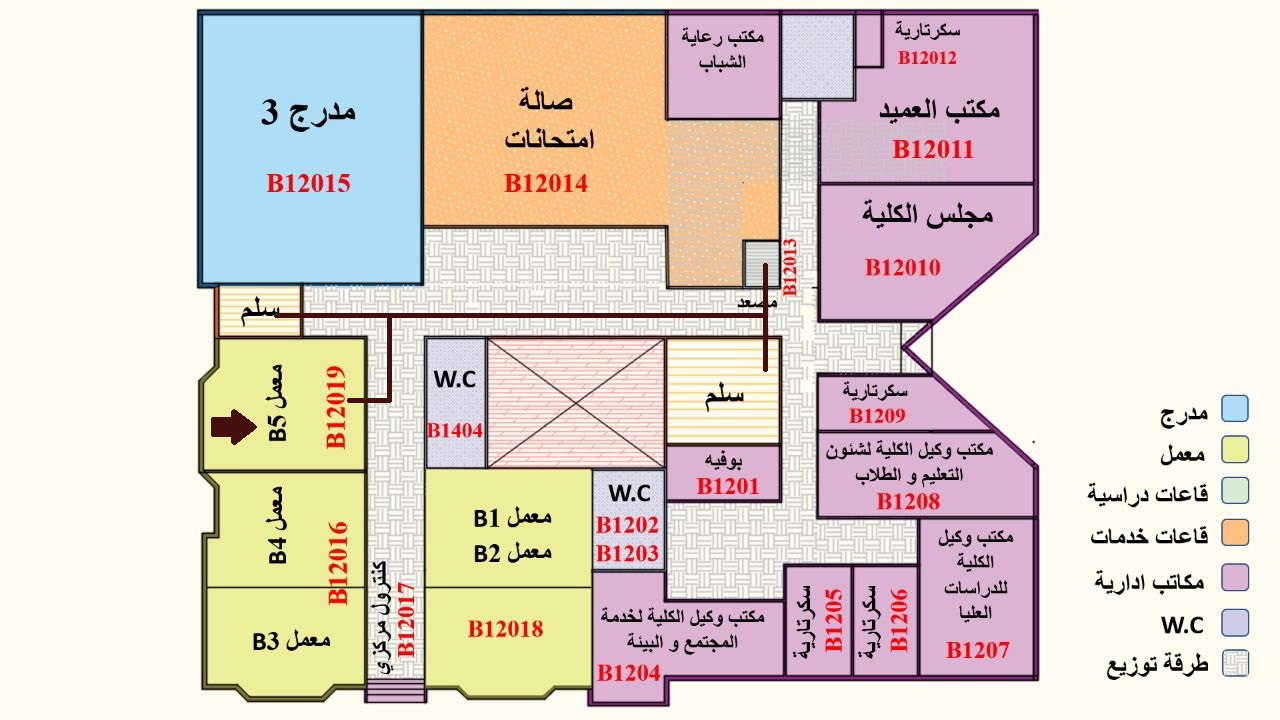 مدرج 3
B12015
صالة
امتحانات
B12014
مكتب رعاية
الشباب
سكرتارية
B12012
مكتب العميد
B12011
مجلس الكلية
B12010
B12013
مصعد
سلم
معمل B5
B12019
W.C
B1404
سلم
سكرتارية
B1209
مكتب وكيل الكلية لشئون
التعليم و الطلاب
B1208
بوفيه
B1201
معمل B4
B12016
معمل B1
معمل B2
W.C
B1202
B1203
معمل B3
كنترول مركزي
B12017
B12018
مكتب وكيل الكلية لخدمة
المجتمع و البيئة
B1204
سكرتارية
B1205
سكرتارية
B1206
مكتب وكيل
الكلية
للدراسات
العليا
B1207
مدرج
معمل
قاعات دراسية
قاعات خدمات
مكاتب ادارية
W.C
طرقة توزيع